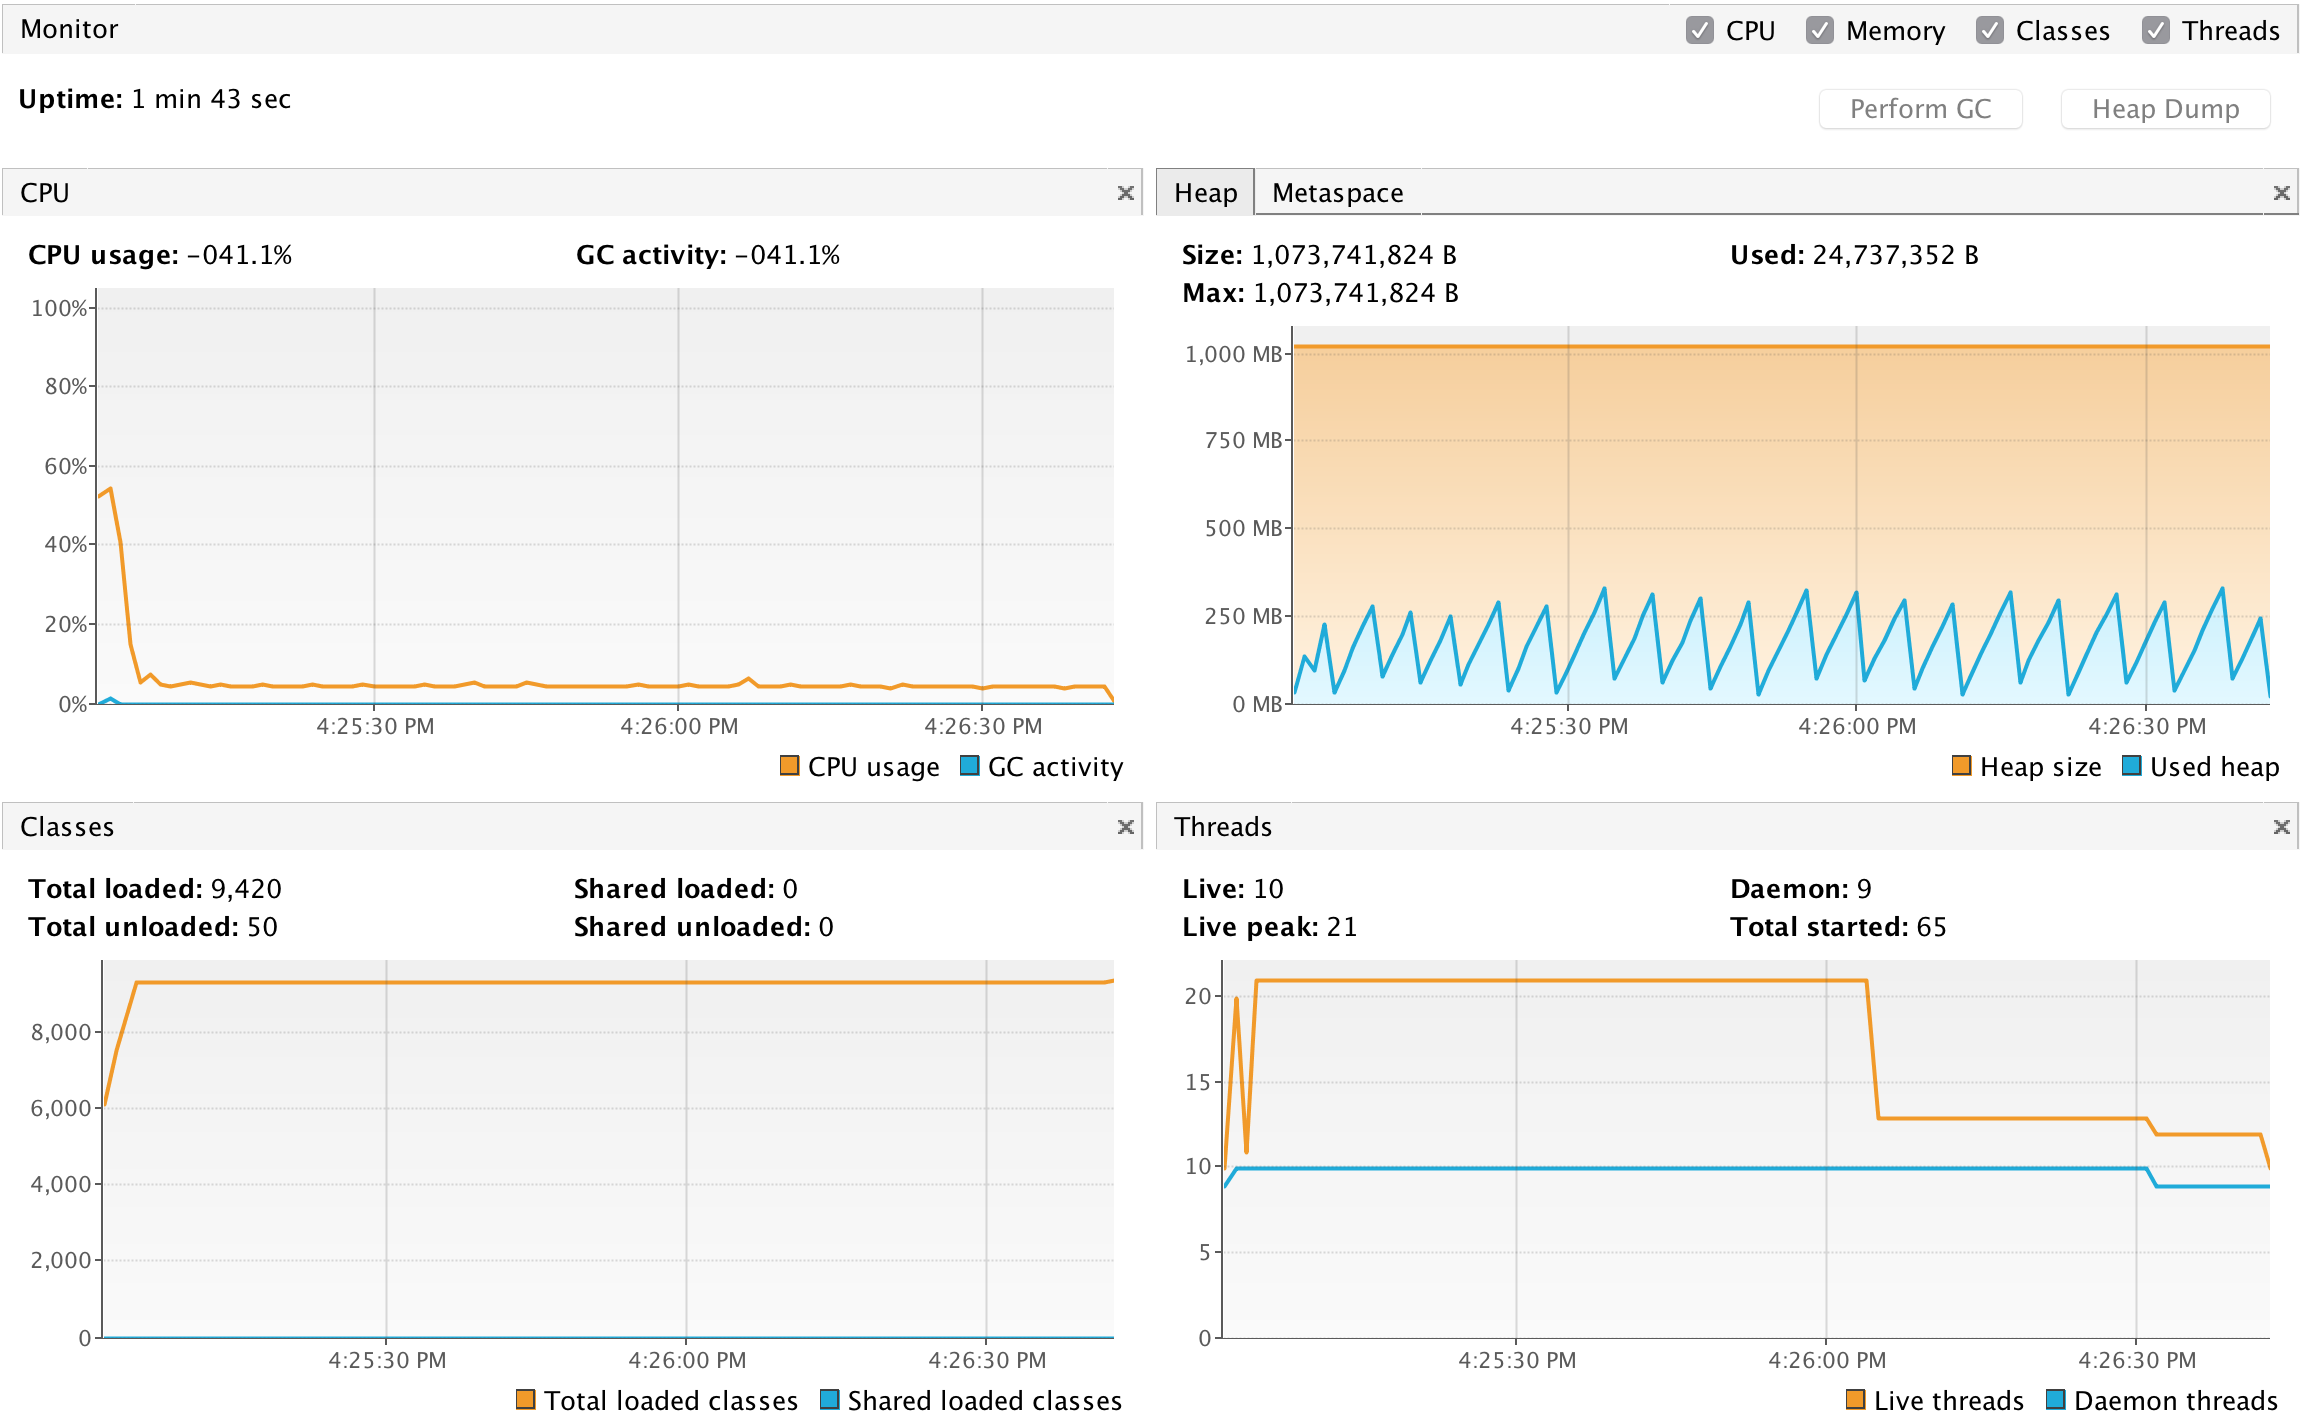 Monitor
CPU Memory Classes Threads
Uptime: 1 min 43 sec
Perform GC Heap Dump
CPU
CPU usage: -041.1% GC activity: -041.1%
100%
80%
60%
40%
20%
0%
4:25:30 PM 4:26:00 PM 4:26:30 PM
CPU usage GC activity
Heap Metaspace
Size: 1,073,741,824 B Used: 24,737,352 B
Max: 1,073,741,824 B
1,000 MB
750 MB
500 MB
250 MB
0 MB
4:25:30 PM 4:26:00 PM 4:26:30 PM
Heap size Used heap
Classes
Total loaded: 9,420 Shared loaded: 0
Total unloaded: 50 Shared unloaded: 0
8,000
6,000
4,000
2,000
0
4:25:30 PM 4:26:00 PM 4:26:30 PM
Total loaded classes Shared loaded classes
Threads
Live: 10 Daemon: 9
Live peak: 21 Total started: 65
20
15
10
5
0
4:25:30 PM 4:26:00 PM 4:26:30 PM
Live threads Daemon threads